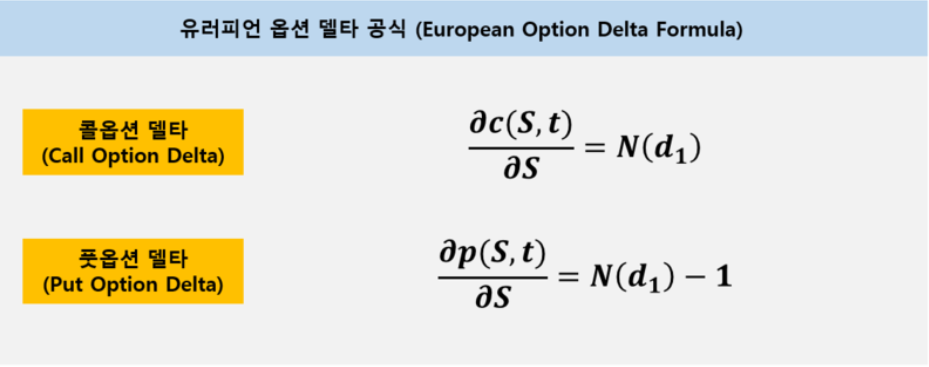 유러피언 옵션 델타 공식 (European Option Delta Formula)
콜옵션 델타
(Call Option Delta)
∂c(S, t)
∂S
= N(d₁)
풋옵션 델타
(Put Option Delta)
∂p(S, t)
∂S
= N(d₁) − 1